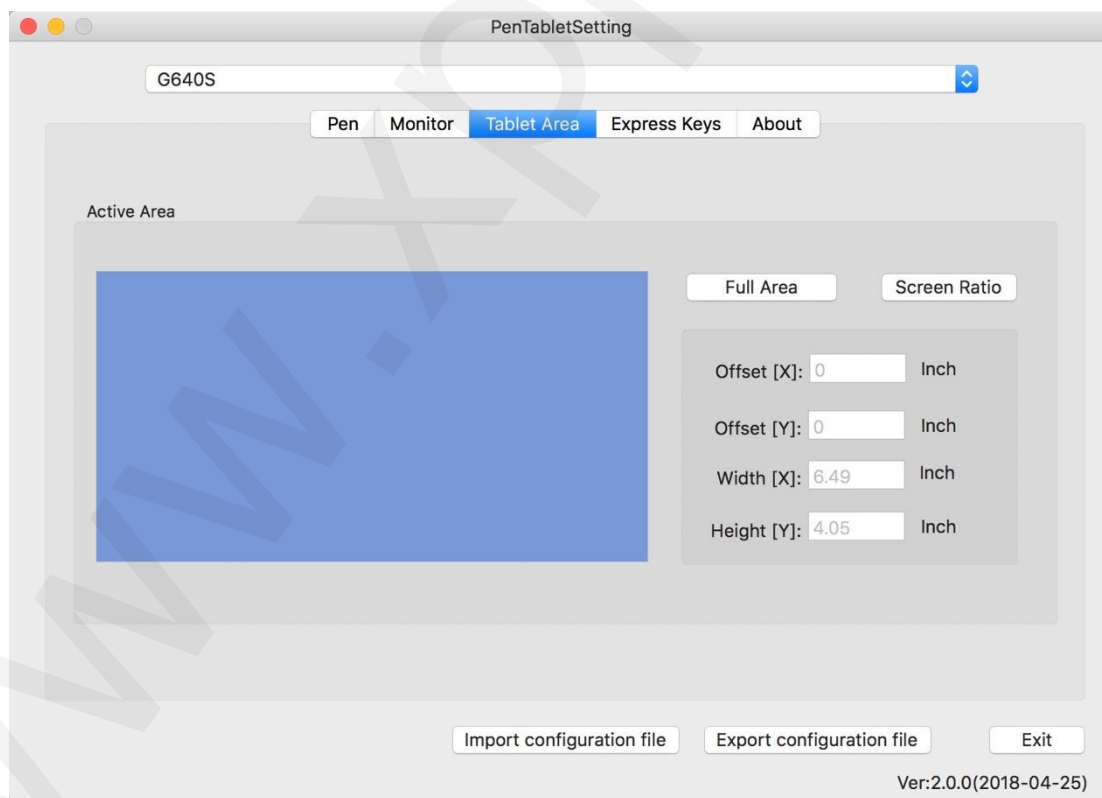 PenTabletSetting
G640S
Pen Monitor Tablet Area Express Keys About
Active Area
Full Area Screen Ratio
Offset [X]: 0 Inch
Offset [Y]: 0 Inch
Width [X]: 6.49 Inch
Height [Y]: 4.05 Inch
Import configuration file Export configuration file Exit
Ver:2.0.0(2018-04-25)